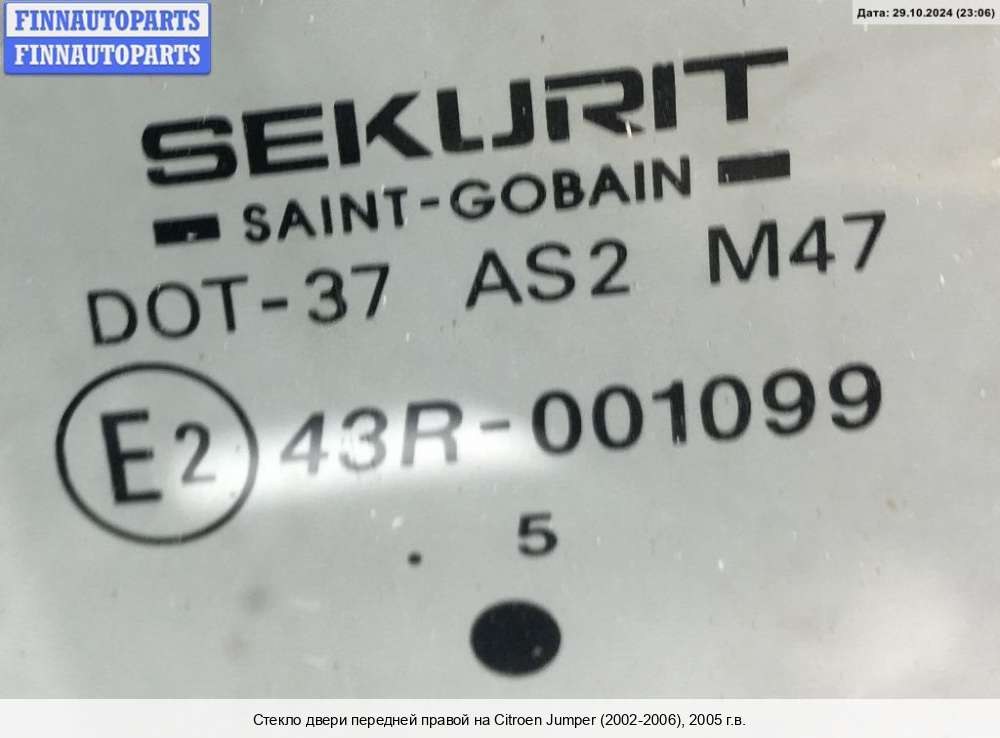 FINNAUTOPARTS
FINNAUTOPARTS
Дата: 29.10.2024 (23:06)
SEKURIT
SAINT-GOBAIN
DOT-37 AS2 M47
E2 43R-001099
. 5
Стекло двери передней правой на Citroen Jumper (2002-2006), 2005 г.в.